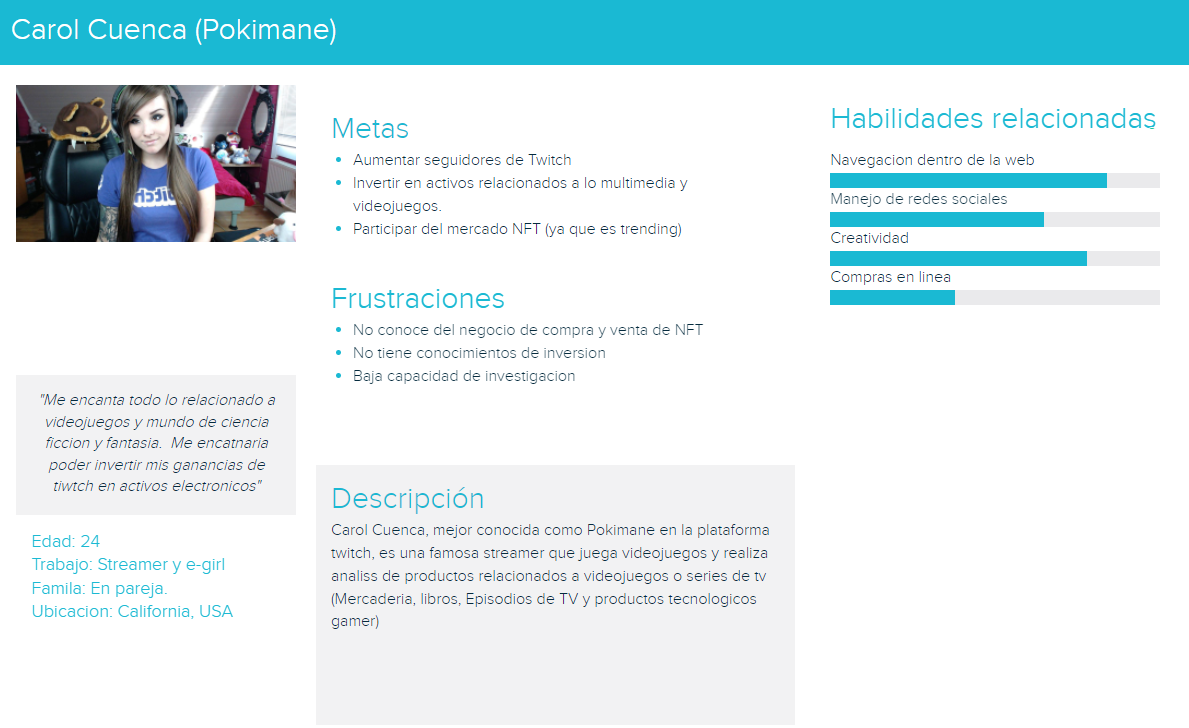 Carol Cuenca (Pokimane)
twitch
"Me encanta todo lo relacionado a
videojuegos y mundo de ciencia
ficcion y fantasia.  Me encatnaria
poder invertir mis ganancias de
tiwtch en activos electronicos"
Edad: 24
Trabajo: Streamer y e-girl
Famila: En pareja.
Ubicacion: California, USA
Metas
Aumentar seguidores de Twitch
Invertir en activos relacionados a lo multimedia y
videojuegos.
Participar del mercado NFT (ya que es trending)
Frustraciones
No conoce del negocio de compra y venta de NFT
No tiene conocimientos de inversion
Baja capacidad de investigacion
Descripción
Carol Cuenca, mejor conocida como Pokimane en la plataforma
twitch, es una famosa streamer que juega videojuegos y realiza
analiss de productos relacionados a videojuegos o series de tv
(Mercaderia, libros, Episodios de TV y productos tecnologicos
gamer)
Habilidades relacionadas
Navegacion dentro de la web
Manejo de redes sociales
Creatividad
Compras en linea